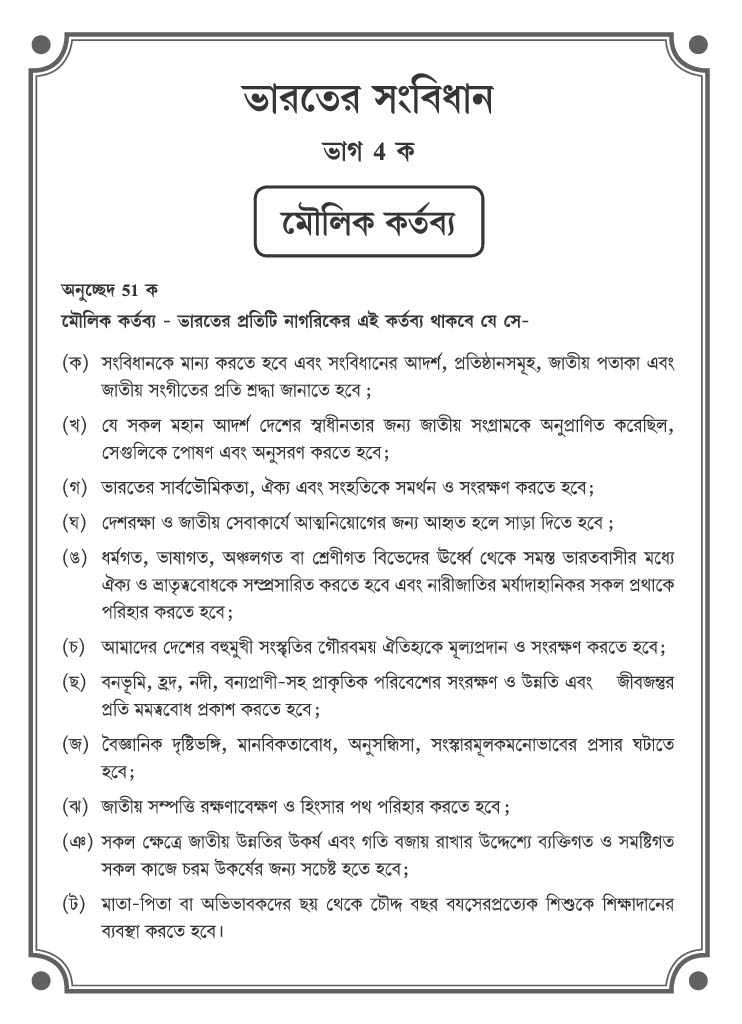 ভারতের সংবিধান
ভাগ 4 ক
মৌলিক কর্তব্য
অনুচ্ছেদ 51 ক
মৌলিক কর্তব্য - ভারতের প্রতিটি নাগরিকের এই কর্তব্য থাকবে যে সে-
(ক) সংবিধানকে মান্য করতে হবে এবং সংবিধানের আদর্শ, প্রতিষ্ঠানসমূহ, জাতীয় পতাকা এবং
জাতীয় সংগীতের প্রতি শ্রদ্ধা জানাতে হবে ;
(খ) যে সকল মহান আদর্শ দেশের স্বাধীনতার জন্য জাতীয় সংগ্রামকে অনুপ্রাণিত করেছিল,
সেগুলিকে পোষণ এবং অনুসরণ করতে হবে;
(গ) ভারতের সার্বভৌমিকতা, ঐক্য এবং সংহতিকে সমর্থন ও সংরক্ষণ করতে হবে;
(ঘ) দেশরক্ষা ও জাতীয় সেবাকার্যে আত্মনিয়োগের জন্য আহূত হলে সাড়া দিতে হবে ;
(ঙ) ধর্মগত, ভাষাগত, অঞ্চলগত বা শ্রেণীগত বিভেদের ঊর্ধ্বে থেকে সমস্ত ভারতবাসীর মধ্যে
ঐক্য ও ভ্রাতৃত্ববোধকে সম্প্রসারিত করতে হবে এবং নারীজাতির মর্যাদাহানিকর সকল প্রথাকে
পরিহার করতে হবে;
(চ) আমাদের দেশের বহুমুখী সংস্কৃতির গৌরবময় ঐতিহ্যকে মূল্যপ্রদান ও সংরক্ষণ করতে হবে;
(ছ) বনভূমি, হ্রদ, নদী, বন্যপ্রাণী-সহ প্রাকৃতিক পরিবেশের সংরক্ষণ ও উন্নতি এবং জীবজন্তুর
প্রতি মমত্ববোধ প্রকাশ করতে হবে;
(জ) বৈজ্ঞানিক দৃষ্টিভঙ্গি, মানবিকতাবোধ, অনুসন্ধিসা, সংস্কারমূলকমনোভাবের প্রসার ঘটাতে
হবে;
(ঝ) জাতীয় সম্পত্তি রক্ষণাবেক্ষণ ও হিংসার পথ পরিহার করতে হবে ;
(ঞ) সকল ক্ষেত্রে জাতীয় উন্নতির উকর্ষ এবং গতি বজায় রাখার উদ্দেশ্যে ব্যক্তিগত ও সমষ্টিগত
সকল কাজে চরম উকর্ষের জন্য সচেষ্ট হতে হবে;
(ট) মাতা-পিতা বা অভিভাবকদের ছয় থেকে চৌদ্দ বছর বযসেরপ্রত্যেক শিশুকে শিক্ষাদানের
ব্যবস্থা করতে হবে।